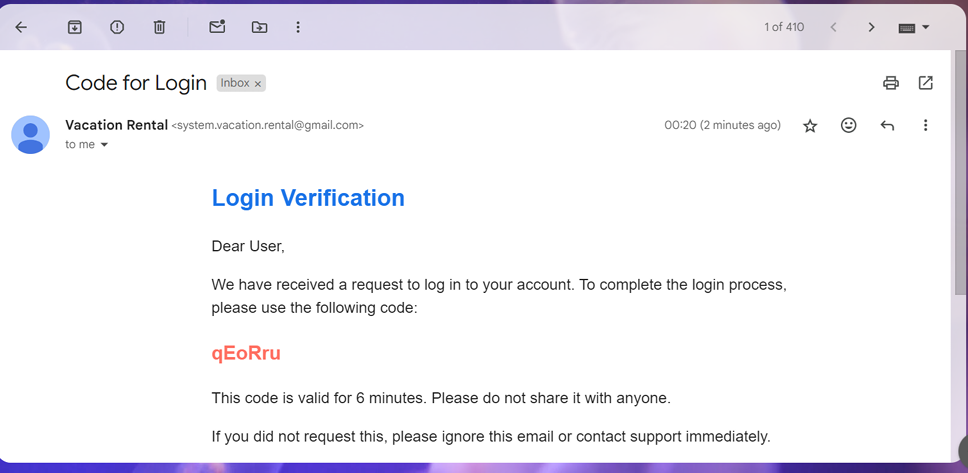 1 of 410
Code for Login Inbox ×
Vacation Rental <system.vacation.rental@gmail.com> 00:20 (2 minutes ago)
to me
Login Verification
Dear User,
We have received a request to log in to your account. To complete the login process,
please use the following code:
qEoRru
This code is valid for 6 minutes. Please do not share it with anyone.
If you did not request this, please ignore this email or contact support immediately.